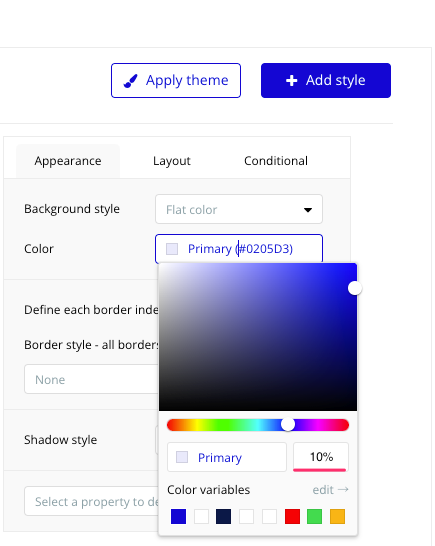 Apply theme
Add style
Appearance
Layout
Conditional
Background style
Flat color
Color
Primary (#0205D3)
Define each border inde
Border style - all borders
None
Shadow style
Primary
10%
Color variables
edit →
Select a property to de